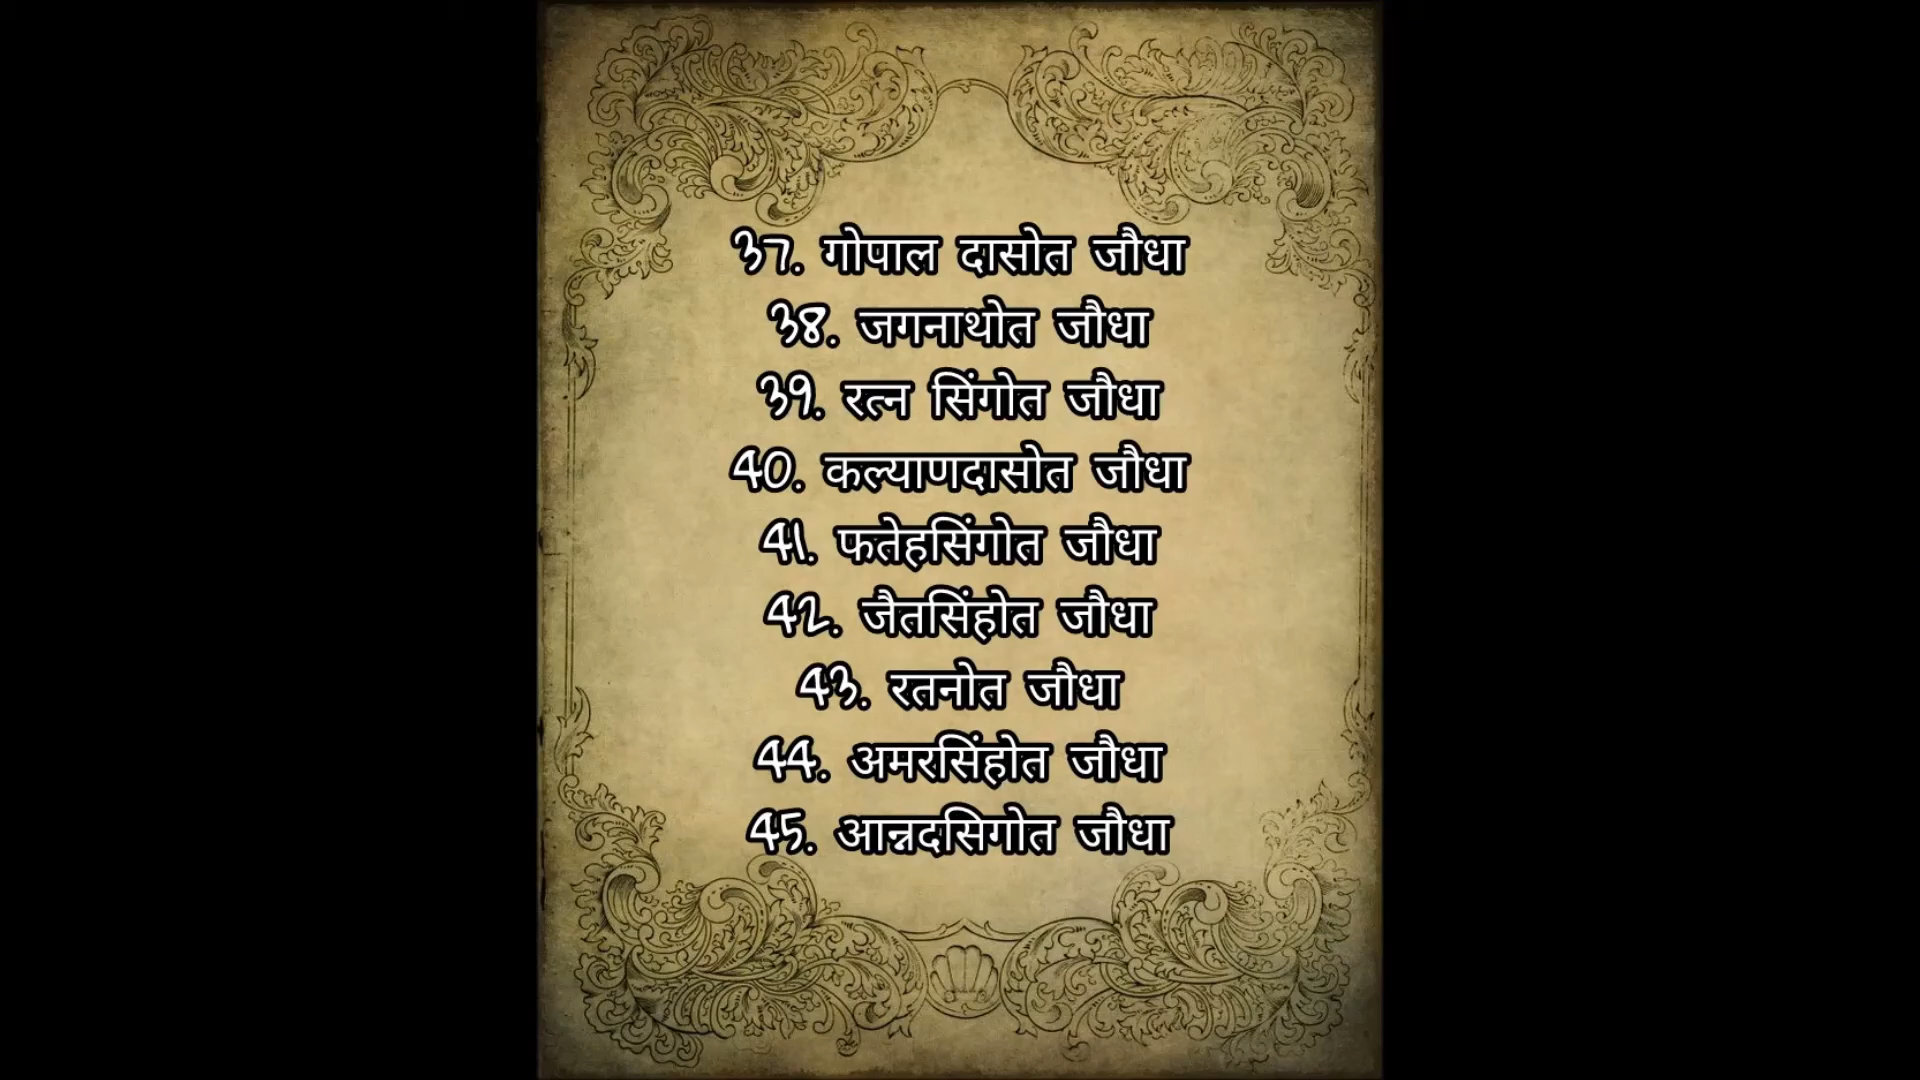 37. गोपाल दासोत जौधा
38. जगनाथोत जौधा
39. रत्न सिंगोत जौधा
40. कल्याणदासोत जौधा
41. फतेहसिंगोत जौधा
42. जैतसिंहोत जौधा
43. रतनोत जौधा
44. अमरसिंहोत जौधा
45. आन्नदसिगोत जौधा